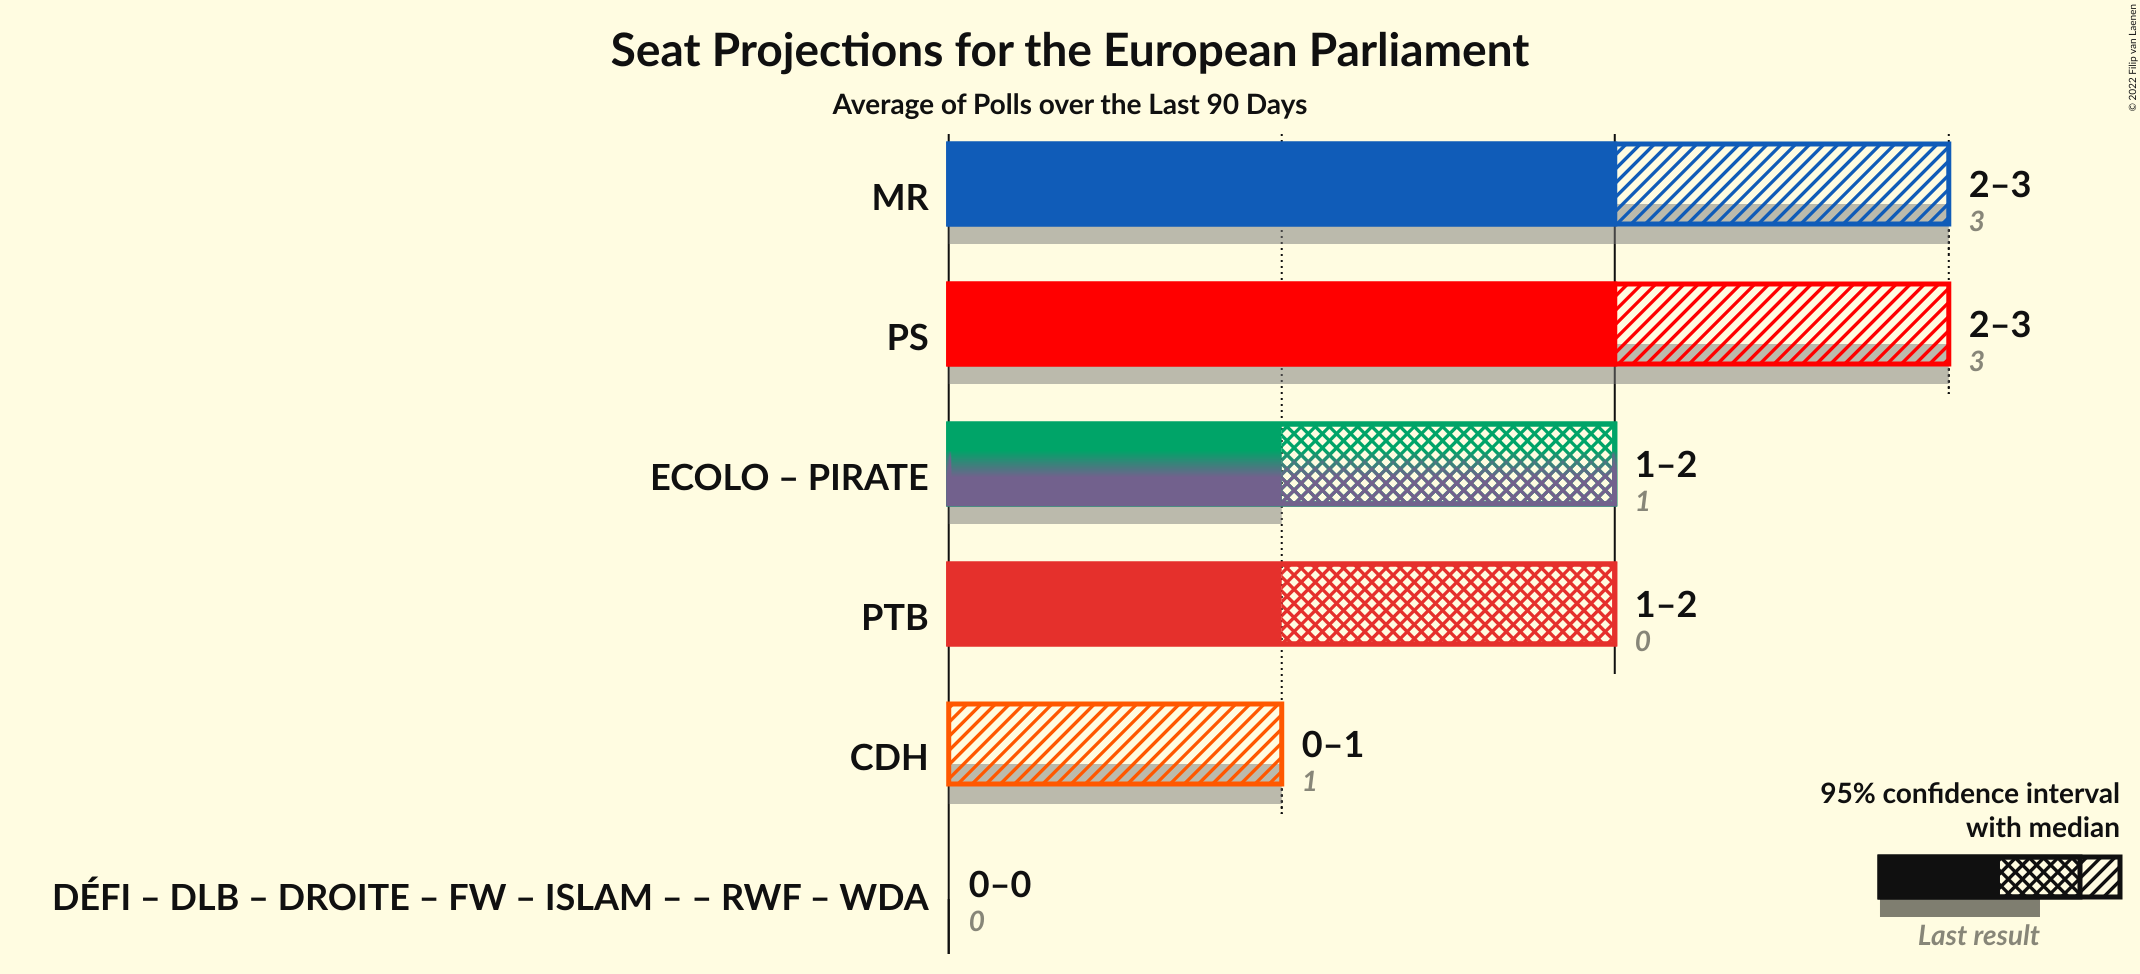 Seat Projections for the European Parliament
Average of Polls over the Last 90 Days
© 2022 Filip van Laenen
MR
2–3
3
PS
2–3
3
ECOLO – PIRATE
1–2
1
PTB
1–2
0
CDH
0–1
1
DÉFI – DLB – DROITE – FW – ISLAM – – RWF – WDA
0–0
0
95% confidence interval
with median
Last result